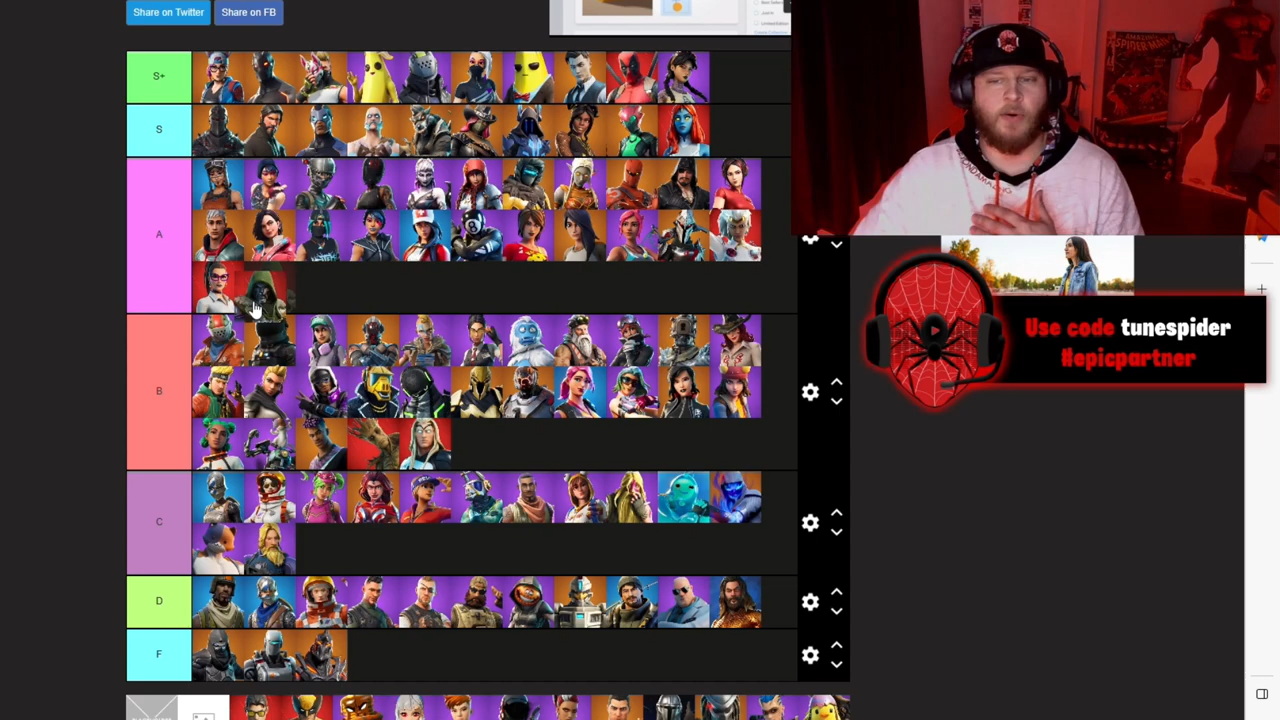 Share on Twitter
Share on FB
S+
S
A
B
C
D
F
Use code tunespider
#epicpartner